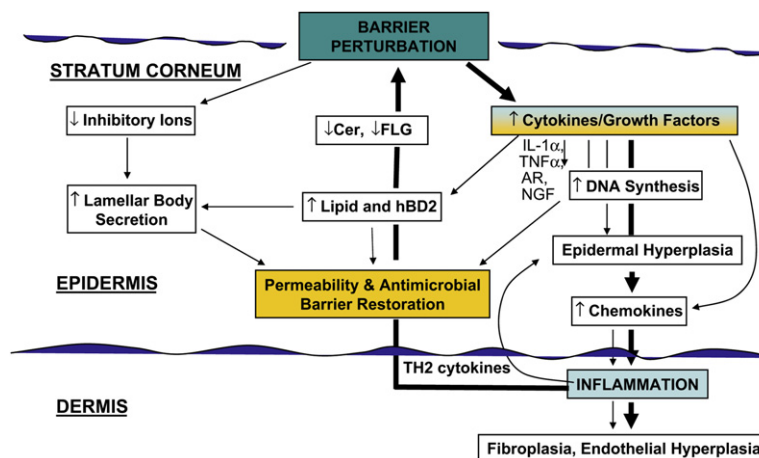 BARRIER
PERTURBATION
STRATUM CORNEUM
↓ Inhibitory Ions
↓Cer, ↓FLG
↑ Cytokines/Growth Factors
IL-1α,
TNFα,
AR,
NGF
↑ DNA Synthesis
↑ Lamellar Body
Secretion
↑ Lipid and hBD2
Epidermal Hyperplasia
EPIDERMIS
Permeability & Antimicrobial
Barrier Restoration
↑ Chemokines
TH2 cytokines
INFLAMMATION
DERMIS
Fibroplasia, Endothelial Hyperplasia